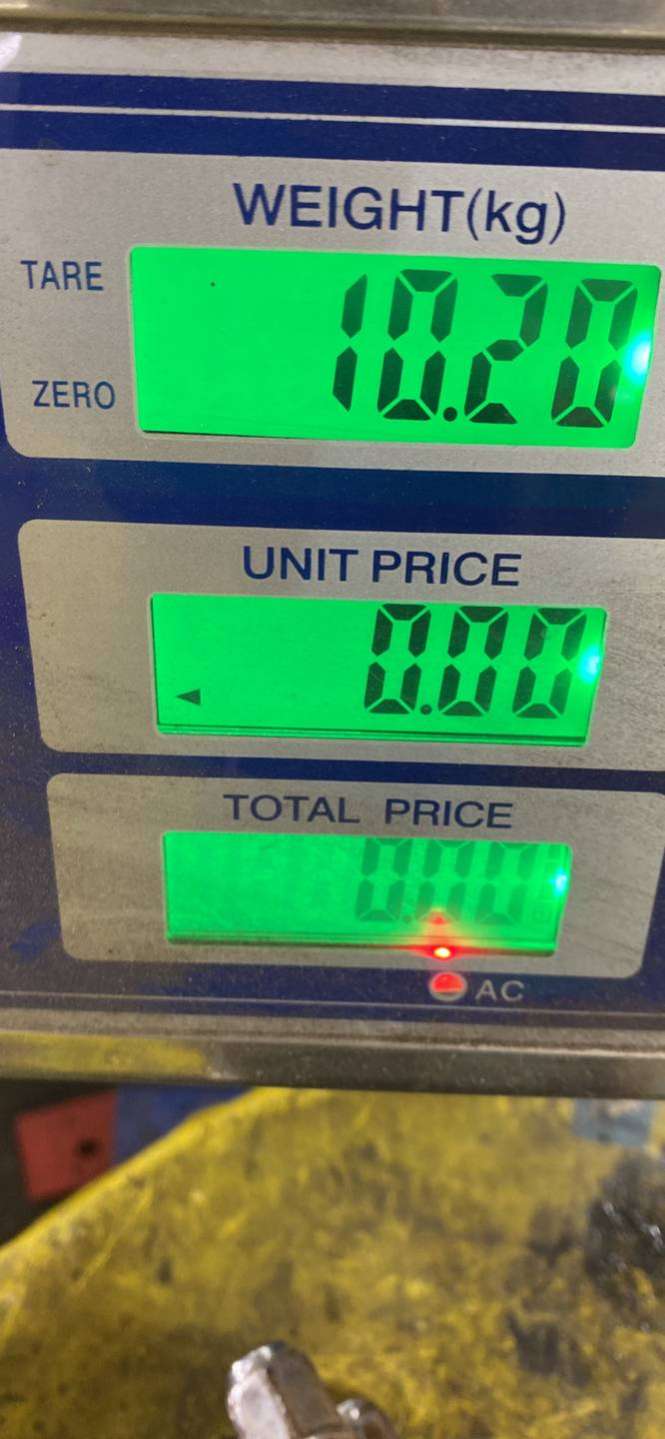 WEIGHT(kg)
TARE
10.20
ZERO
UNIT PRICE
0.00
TOTAL PRICE
0.00
AC